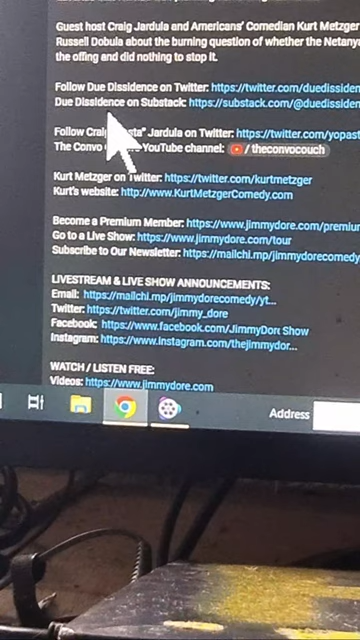 Guest host Craig Jardula and Americans' Comedian Kurt Metzger
Russell Dobula about the burning question of whether the Netany
the offing and did nothing to stop it.
Follow Due Dissidence on Twitter: https://twitter.com/duedissiden
Due Dissidence on Substack: https://substack.com/@duedissiden
Follow Craig sta" Jardula on Twitter: https://twitter.com/yopast
The Convo YouTube channel: / theconvocouch
Kurt Metzger on Twitter: https://twitter.com/kurtmetzger
Kurt's website: http://www.KurtMetzgerComedy.com
Become a Premium Member: https://www.jimmydore.com/premiu
Go to a Live Show: https://www.jimmydore.com/tour
Subscribe to Our Newsletter: https://mailchi.mp/jimmydorecomedy
LIVESTREAM & LIVE SHOW ANNOUNCEMENTS:
Email: https://mailchi.mp/jimmydorecomedy/yt...
Twitter: https://twitter.com/jimmy_dore
Facebook: https://www.facebook.com/JimmyDoreShow
Instagram: https://www.instagram.com/thejimmydor...
WATCH / LISTEN FREE:
Videos: https://www.jimmydore.com
Address